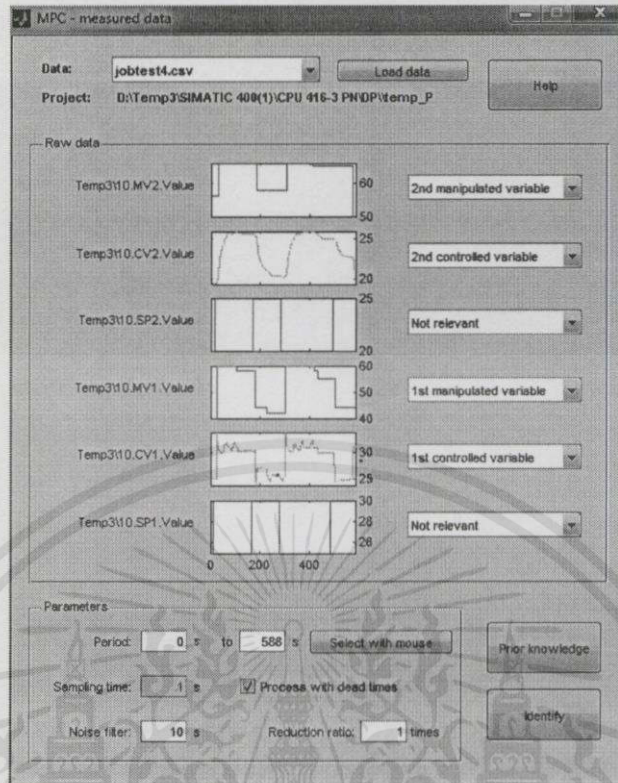 MPC - measured data
Data: jobtest4.csv Load data Help
Project: D:\Temp3\SIMATIC 400(1)\CPU 416-3 PN\DP\temp_P
Raw data
Temp3\10.MV2.Value 60 50 2nd manipulated variable
Temp3\10.CV2.Value 25 20 2nd controlled variable
Temp3\10.SP2.Value 25 20 Not relevant
Temp3\10.MV1.Value 60 50 40 1st manipulated variable
Temp3\10.CV1.Value 30 25 1st controlled variable
Temp3\10.SP1.Value 30 28 26 Not relevant
0 200 400
Parameters
Period: 0 s to 588 s Select with mouse Prior knowledge
Sampling time: 1 s Process with dead times
Noise filter: 10 s Reduction ratio: 1 times Identify